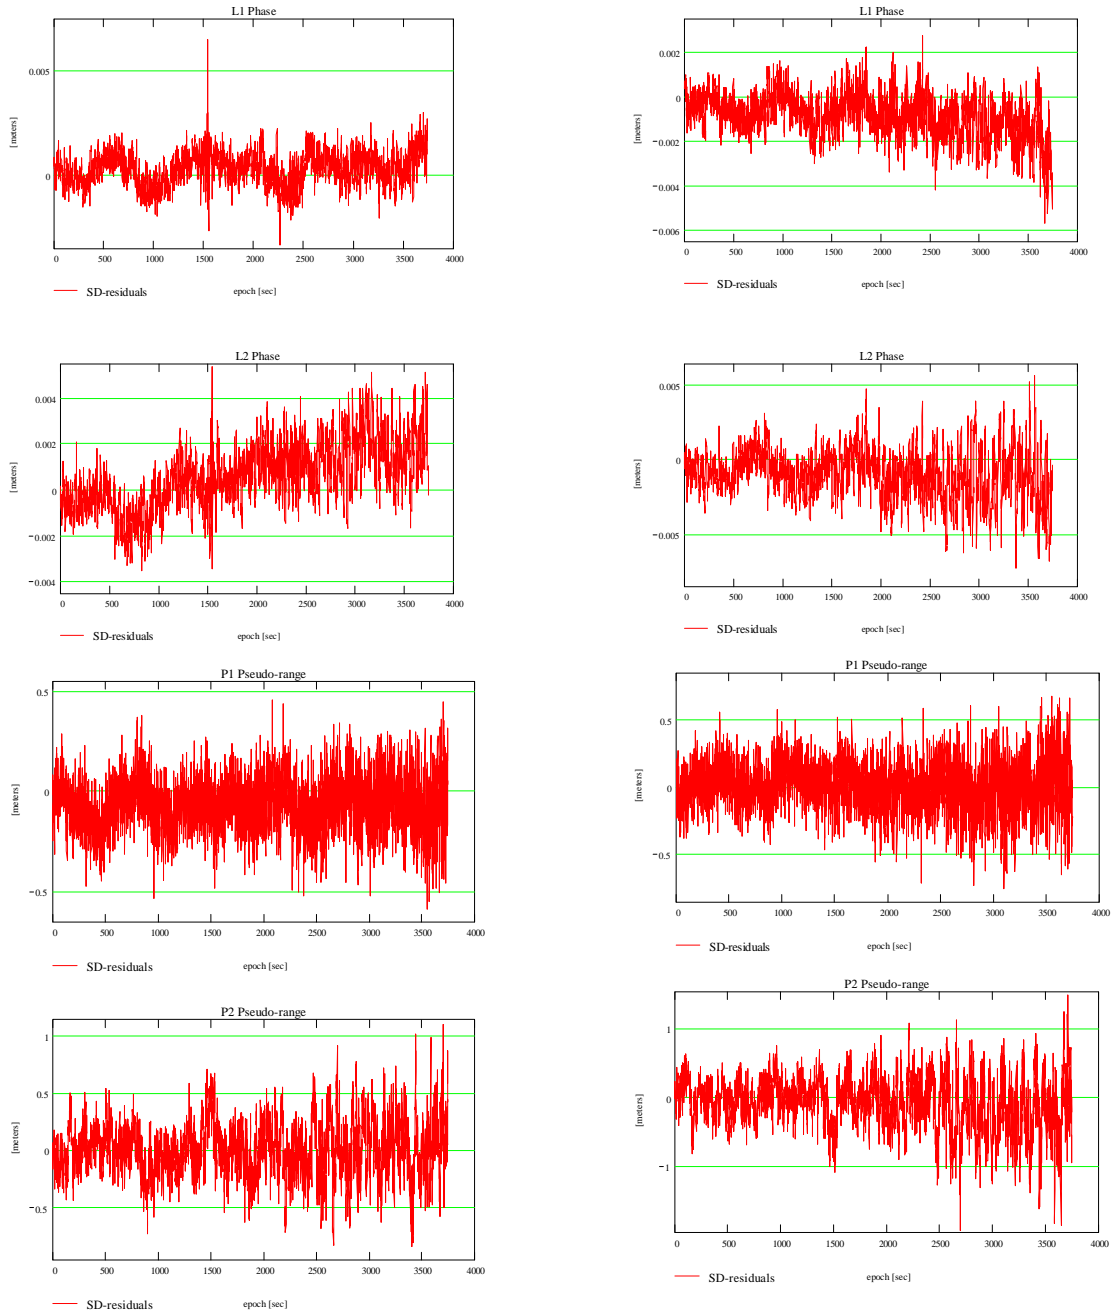 L1 Phase
[meters]
0.005
0
0 500 1000 1500 2000 2500 3000 3500 4000
SD-residuals
epoch [sec]
L1 Phase
[meters]
0.002
0
−0.002
−0.004
−0.006
0 500 1000 1500 2000 2500 3000 3500 4000
SD-residuals
epoch [sec]
L2 Phase
[meters]
0.004
0.002
0
−0.002
−0.004
0 500 1000 1500 2000 2500 3000 3500 4000
SD-residuals
epoch [sec]
L2 Phase
[meters]
0.005
0
−0.005
0 500 1000 1500 2000 2500 3000 3500 4000
SD-residuals
epoch [sec]
P1 Pseudo-range
[meters]
0.5
0
−0.5
0 500 1000 1500 2000 2500 3000 3500 4000
SD-residuals
epoch [sec]
P1 Pseudo-range
[meters]
0.5
0
−0.5
0 500 1000 1500 2000 2500 3000 3500 4000
SD-residuals
epoch [sec]
P2 Pseudo-range
[meters]
1
0.5
0
−0.5
0 500 1000 1500 2000 2500 3000 3500 4000
SD-residuals
epoch [sec]
P2 Pseudo-range
[meters]
1
0
−1
0 500 1000 1500 2000 2500 3000 3500 4000
SD-residuals
epoch [sec]